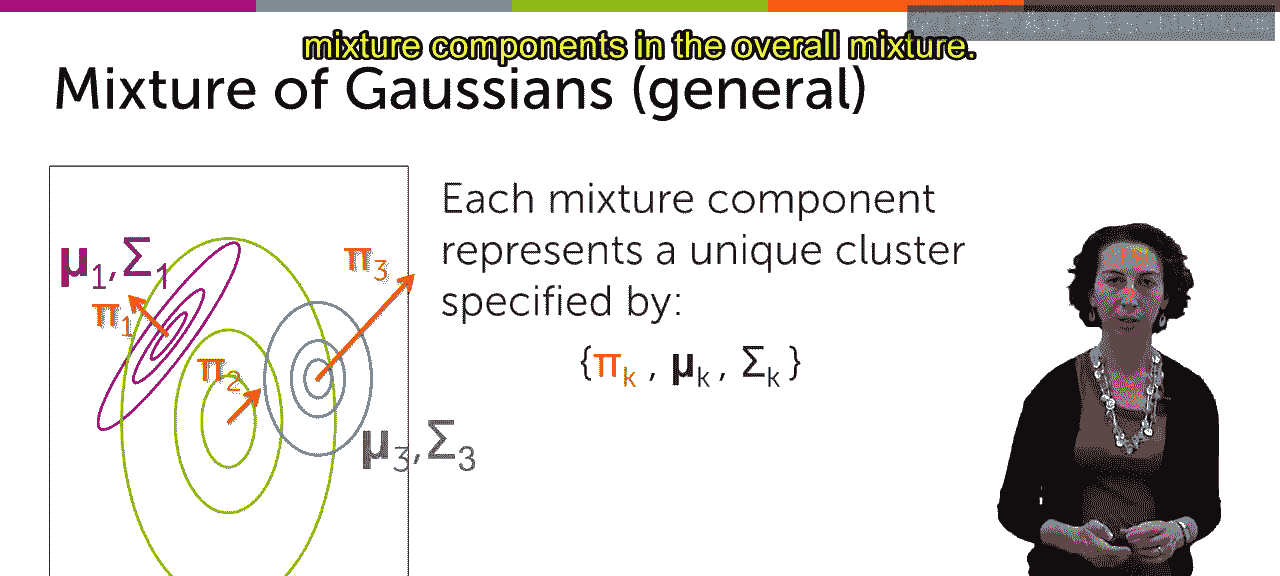 mixture components in the overall mixture.
Mixture of Gaussians (general)
Each mixture component
represents a unique cluster
specified by:
{πk , μk , Σk}
μ1,Σ1
π1
π2
π3
μ3,Σ3